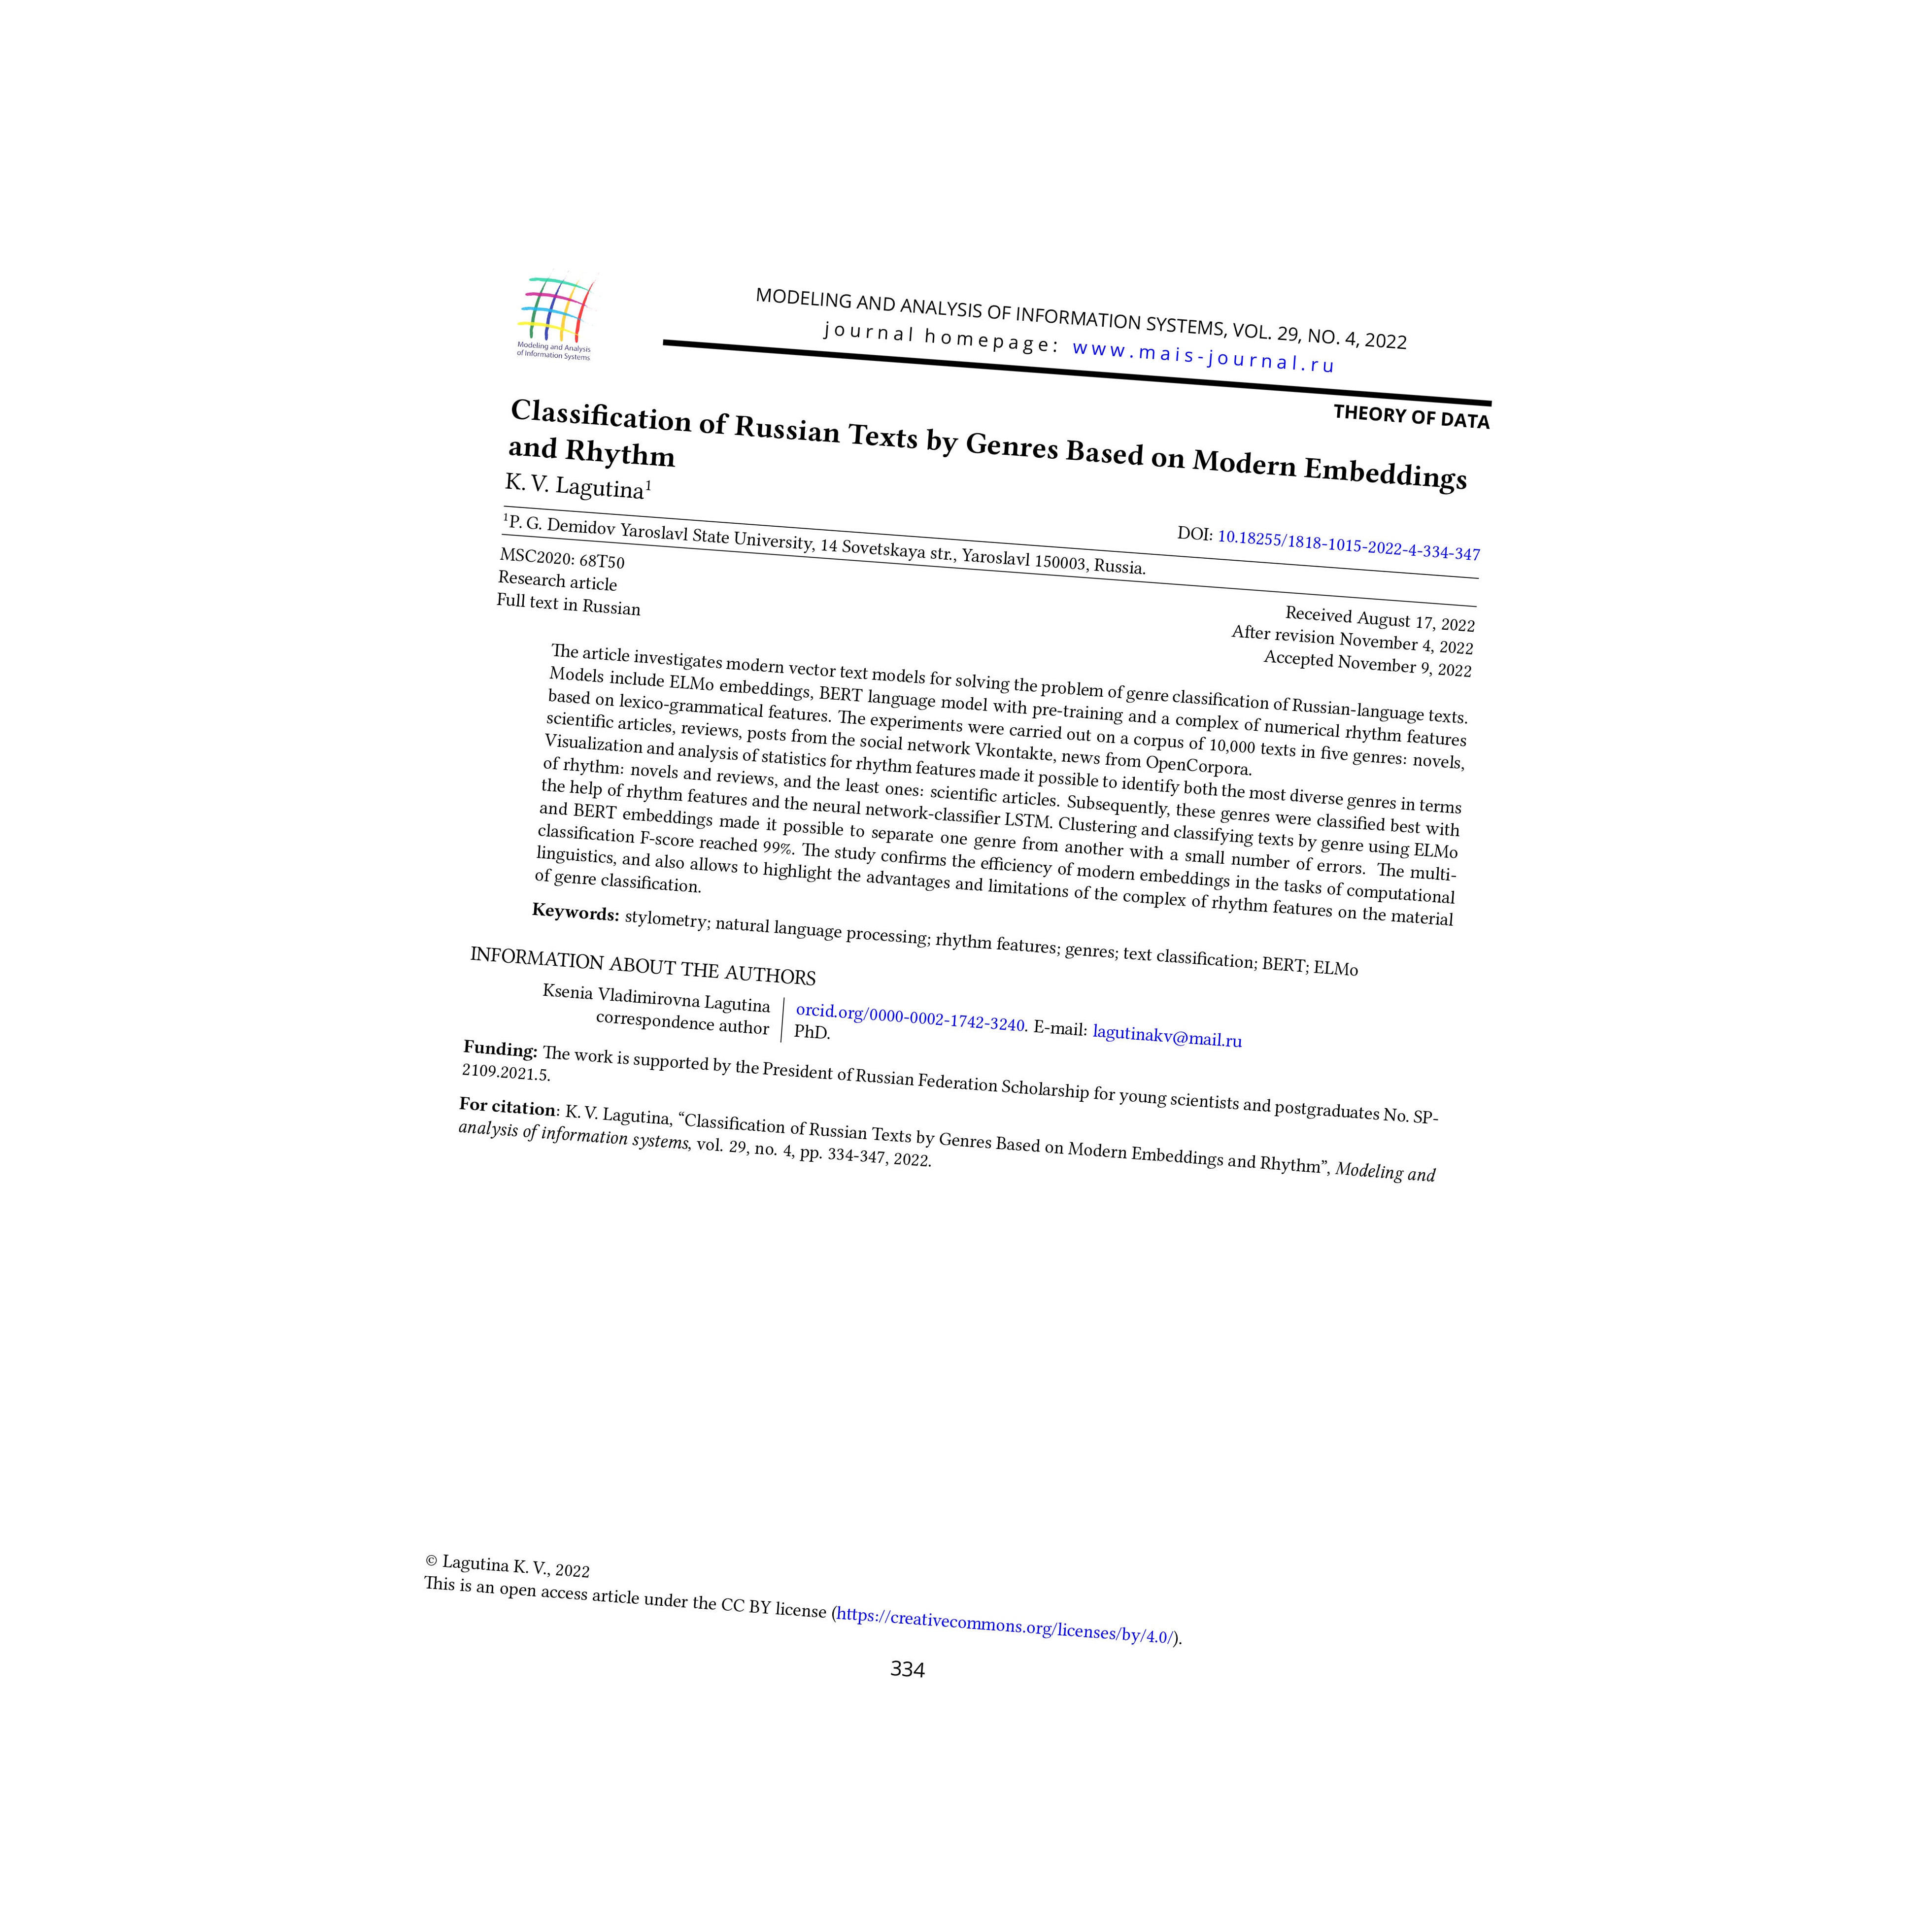 Modeling and Analysis
of Information Systems
MODELING AND ANALYSIS OF INFORMATION SYSTEMS, VOL. 29, NO. 4, 2022
journal homepage: www.mais-journal.ru
THEORY OF DATA
Classification of Russian Texts by Genres Based on Modern Embeddings
and Rhythm
K. V. Lagutina¹
DOI: 10.18255/1818-1015-2022-4-334-347
¹P. G. Demidov Yaroslavl State University, 14 Sovetskaya str., Yaroslavl 150003, Russia.
MSC2020: 68T50
Research article
Full text in Russian
Received August 17, 2022
After revision November 4, 2022
Accepted November 9, 2022
The article investigates modern vector text models for solving the problem of genre classification of Russian-language texts.
Models include ELMo embeddings, BERT language model with pre-training and a complex of numerical rhythm features
based on lexico-grammatical features. The experiments were carried out on a corpus of 10,000 texts in five genres: novels,
scientific articles, reviews, posts from the social network Vkontakte, news from OpenCorpora.
Visualization and analysis of statistics for rhythm features made it possible to identify both the most diverse genres in terms
of rhythm: novels and reviews, and the least ones: scientific articles. Subsequently, these genres were classified best with
the help of rhythm features and the neural network-classifier LSTM. Clustering and classifying texts by genre using ELMo
and BERT embeddings made it possible to separate one genre from another with a small number of errors. The multi-
classification F-score reached 99%. The study confirms the efficiency of modern embeddings in the tasks of computational
linguistics, and also allows to highlight the advantages and limitations of the complex of rhythm features on the material
of genre classification.
Keywords: stylometry; natural language processing; rhythm features; genres; text classification; BERT; ELMo
INFORMATION ABOUT THE AUTHORS
Ksenia Vladimirovna Lagutina orcid.org/0000-0002-1742-3240. E-mail: lagutinakv@mail.ru
correspondence author PhD.
Funding: The work is supported by the President of Russian Federation Scholarship for young scientists and postgraduates No. SP-
2109.2021.5.
For citation: K. V. Lagutina, “Classification of Russian Texts by Genres Based on Modern Embeddings and Rhythm”, Modeling and
analysis of information systems, vol. 29, no. 4, pp. 334-347, 2022.
© Lagutina K. V., 2022
This is an open access article under the CC BY license (https://creativecommons.org/licenses/by/4.0/).
334